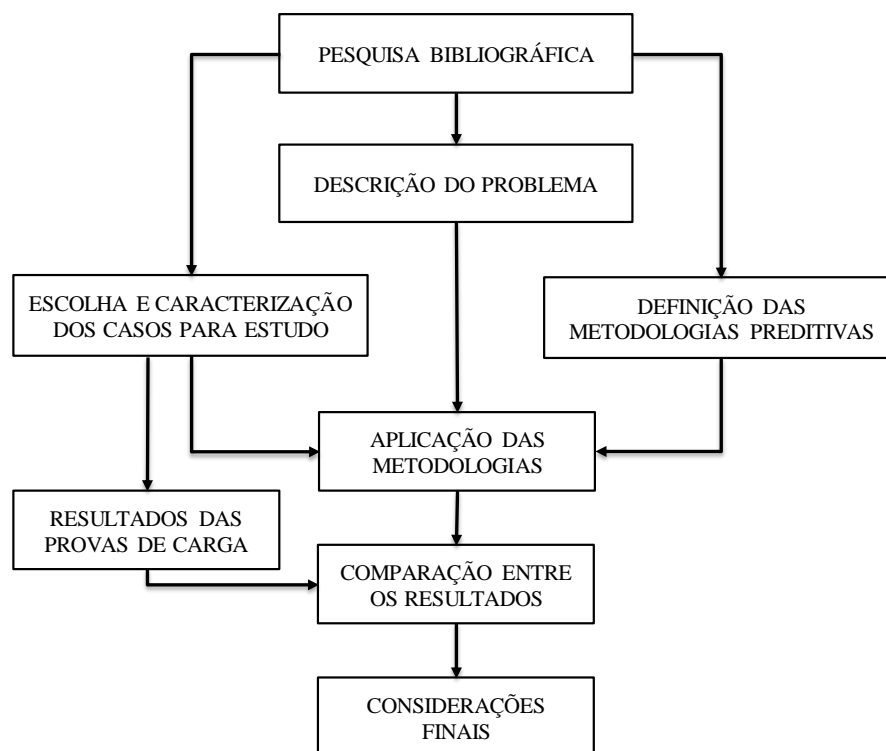 PESQUISA BIBLIOGRÁFICA
DESCRIÇÃO DO PROBLEMA
ESCOLHA E CARACTERIZAÇÃO
DOS CASOS PARA ESTUDO
DEFINIÇÃO DAS
METODOLOGIAS PREDITIVAS
APLICAÇÃO DAS
METODOLOGIAS
RESULTADOS DAS
PROVAS DE CARGA
COMPARAÇÃO ENTRE
OS RESULTADOS
CONSIDERAÇÕES
FINAIS